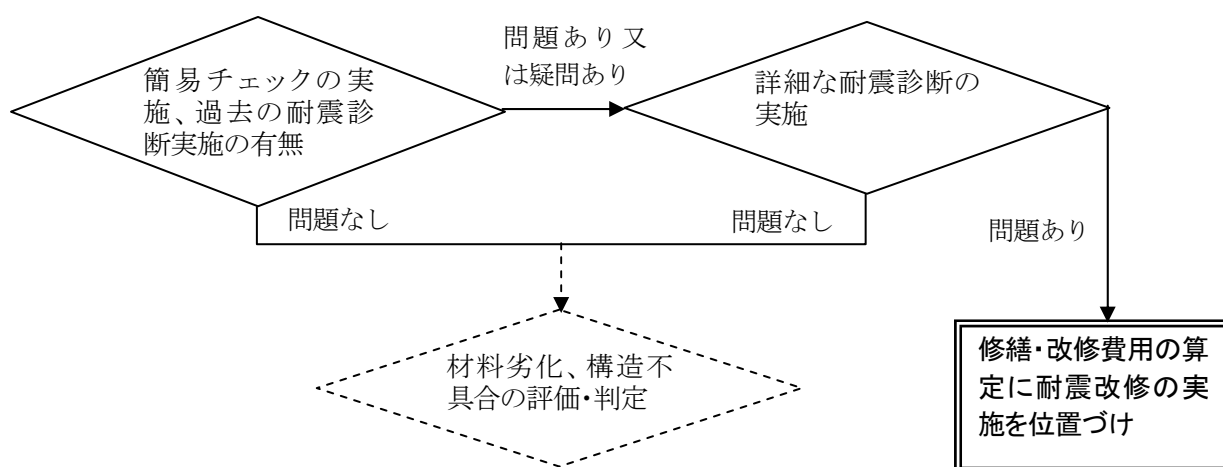 簡易チェックの実
施、過去の耐震診
断実施の有無
問題あり又
は疑問あり
詳細な耐震診断の
実施
問題なし
問題なし
問題あり
材料劣化、構造不
具合の評価・判定
修繕・改修費用の算
定に耐震改修の実
施を位置づけ